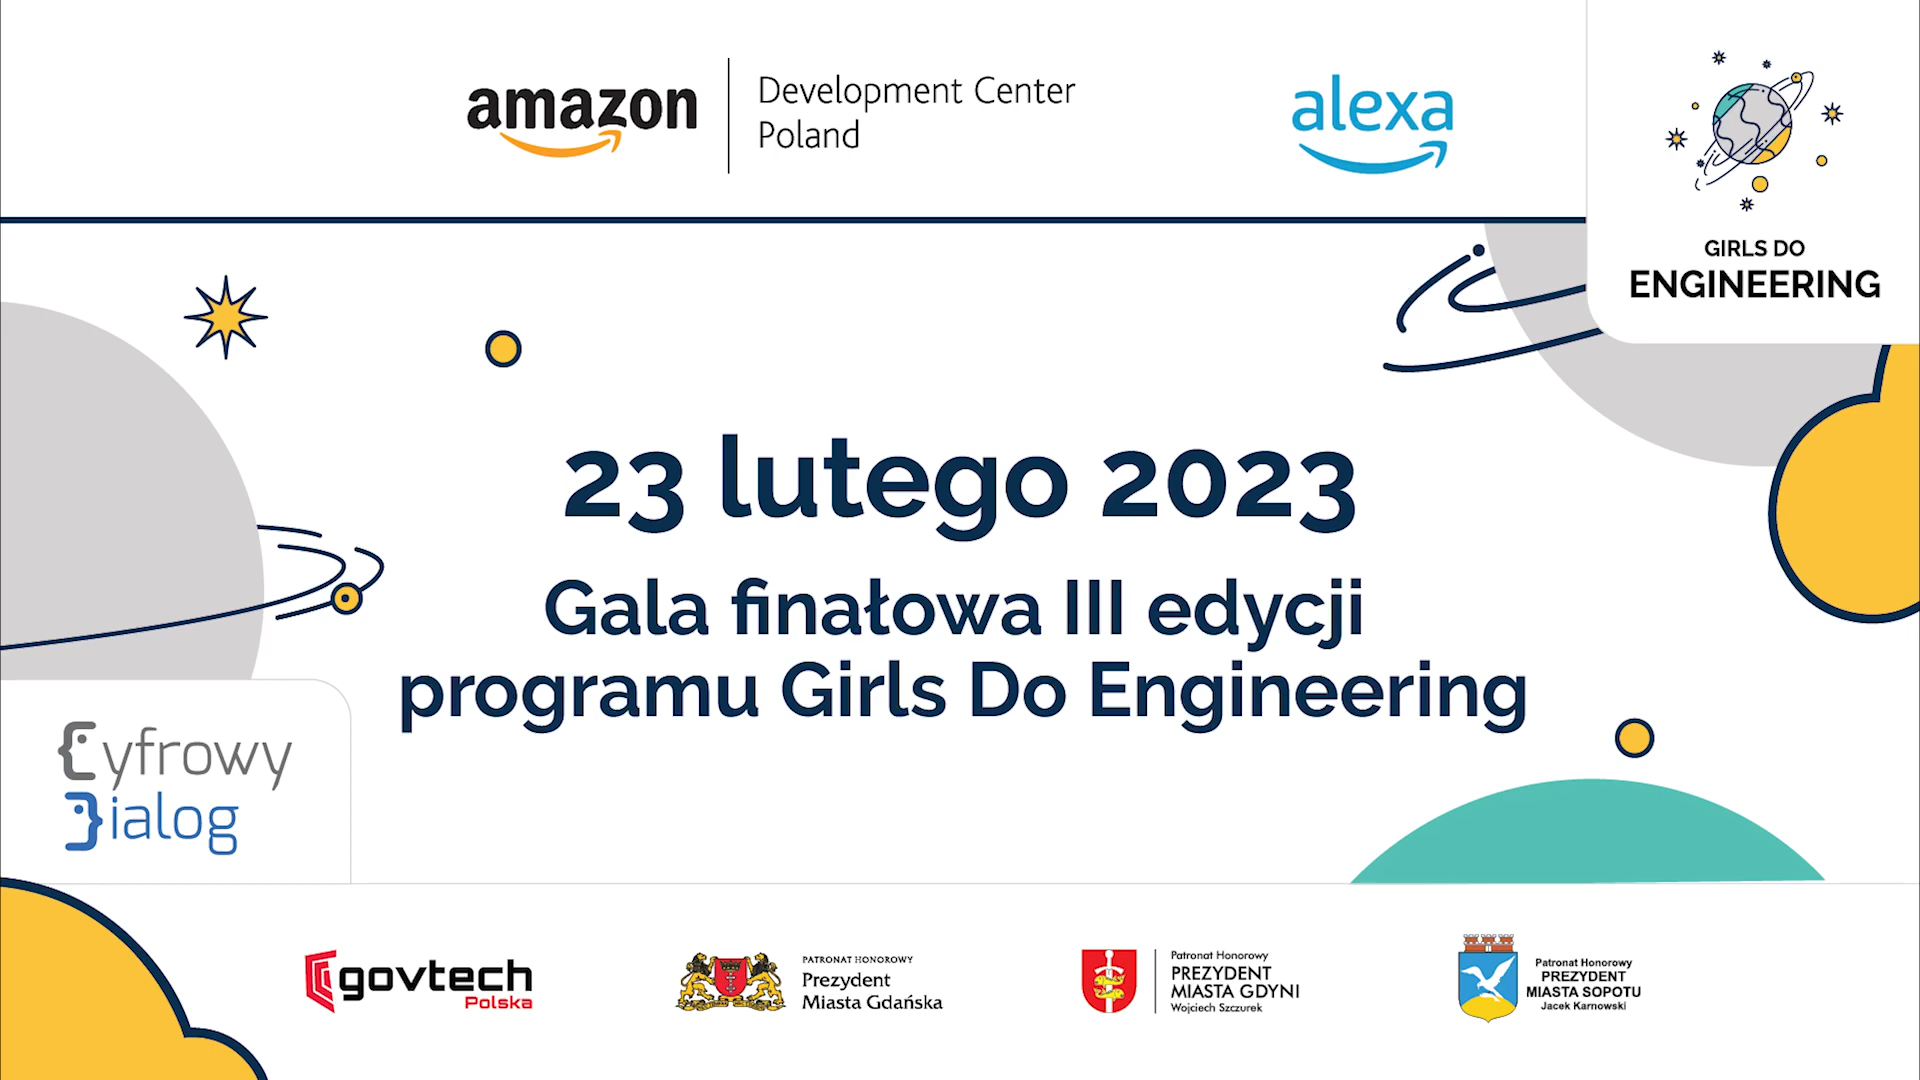 amazon
Development Center
Poland
alexa
GIRLS DO
ENGINEERING
23 lutego 2023
Gala finałowa III edycji
programu Girls Do Engineering
Cyfrowy
Dialog
govtech
Polska
PATRONAT HONOROWY
Prezydent
Miasta Gdańska
Patronat Honorowy
PREZYDENT
MIASTA GDYNI
Wojciech Szczurek
Patronat Honorowy
PREZYDENT
MIASTA SOPOTU
Jacek Karnowski